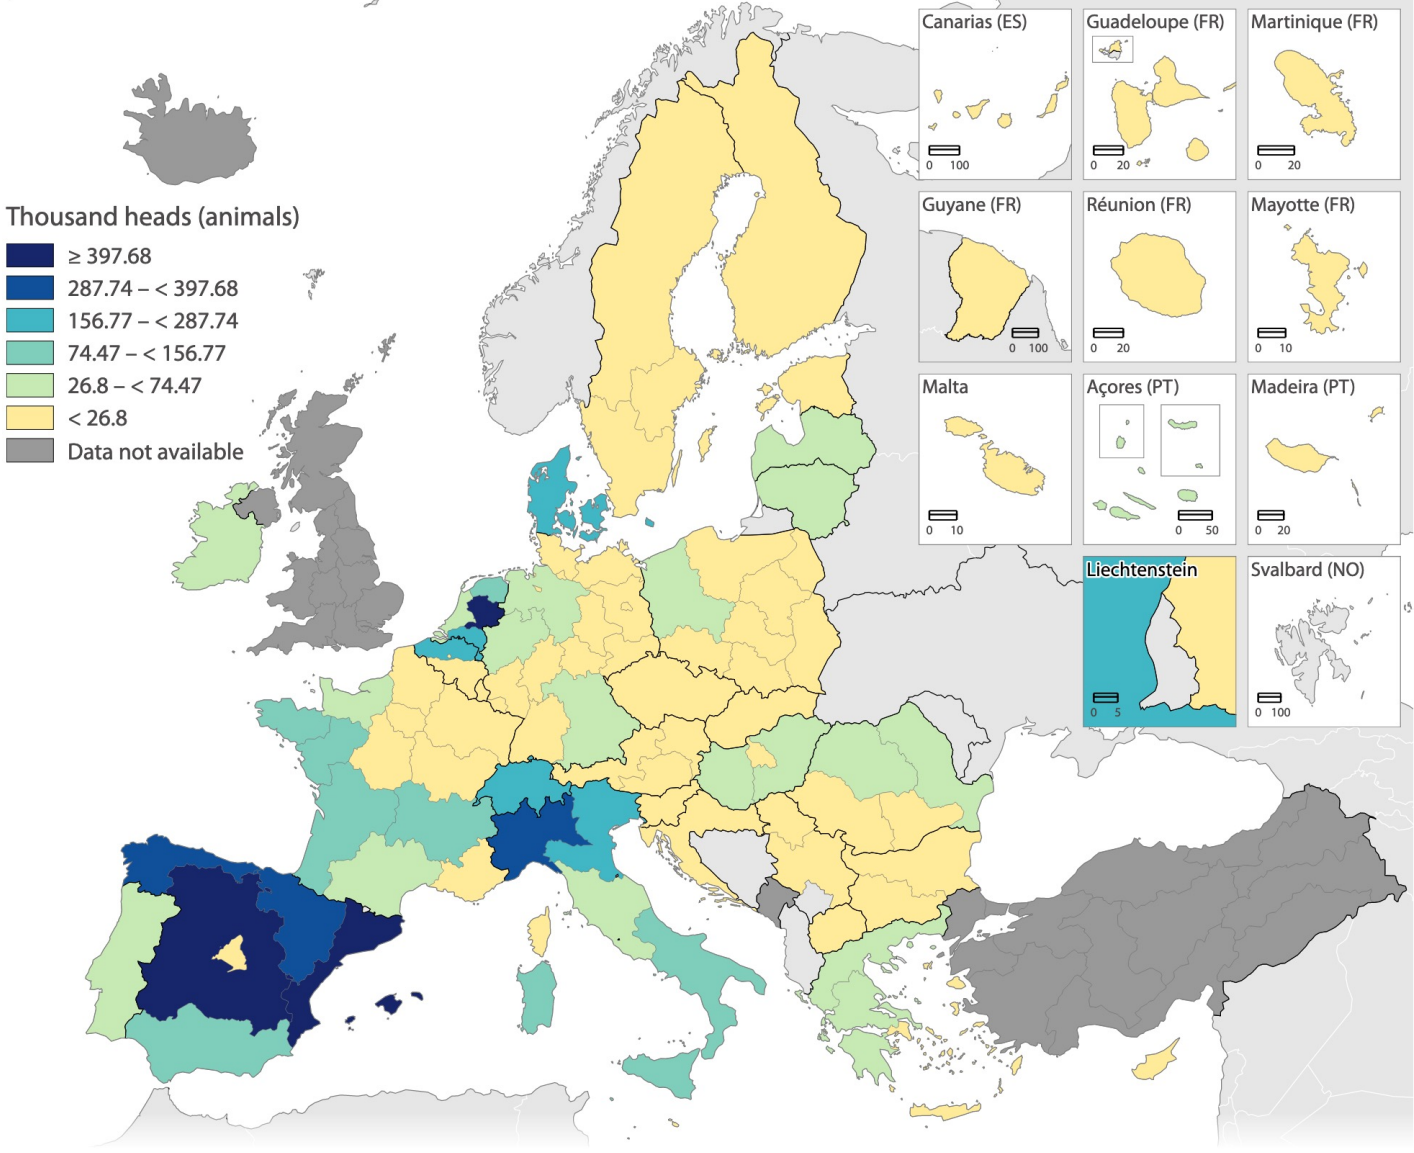 Thousand heads (animals)
≥ 397.68
287.74 – < 397.68
156.77 – < 287.74
74.47 – < 156.77
26.8 – < 74.47
< 26.8
Data not available
Canarias (ES)
0 100
Guadeloupe (FR)
0 20
Martinique (FR)
0 20
Guyane (FR)
0 100
Réunion (FR)
0 20
Mayotte (FR)
0 10
Malta
0 10
Açores (PT)
0 50
Madeira (PT)
0 20
Liechtenstein
0 5
Svalbard (NO)
0 100